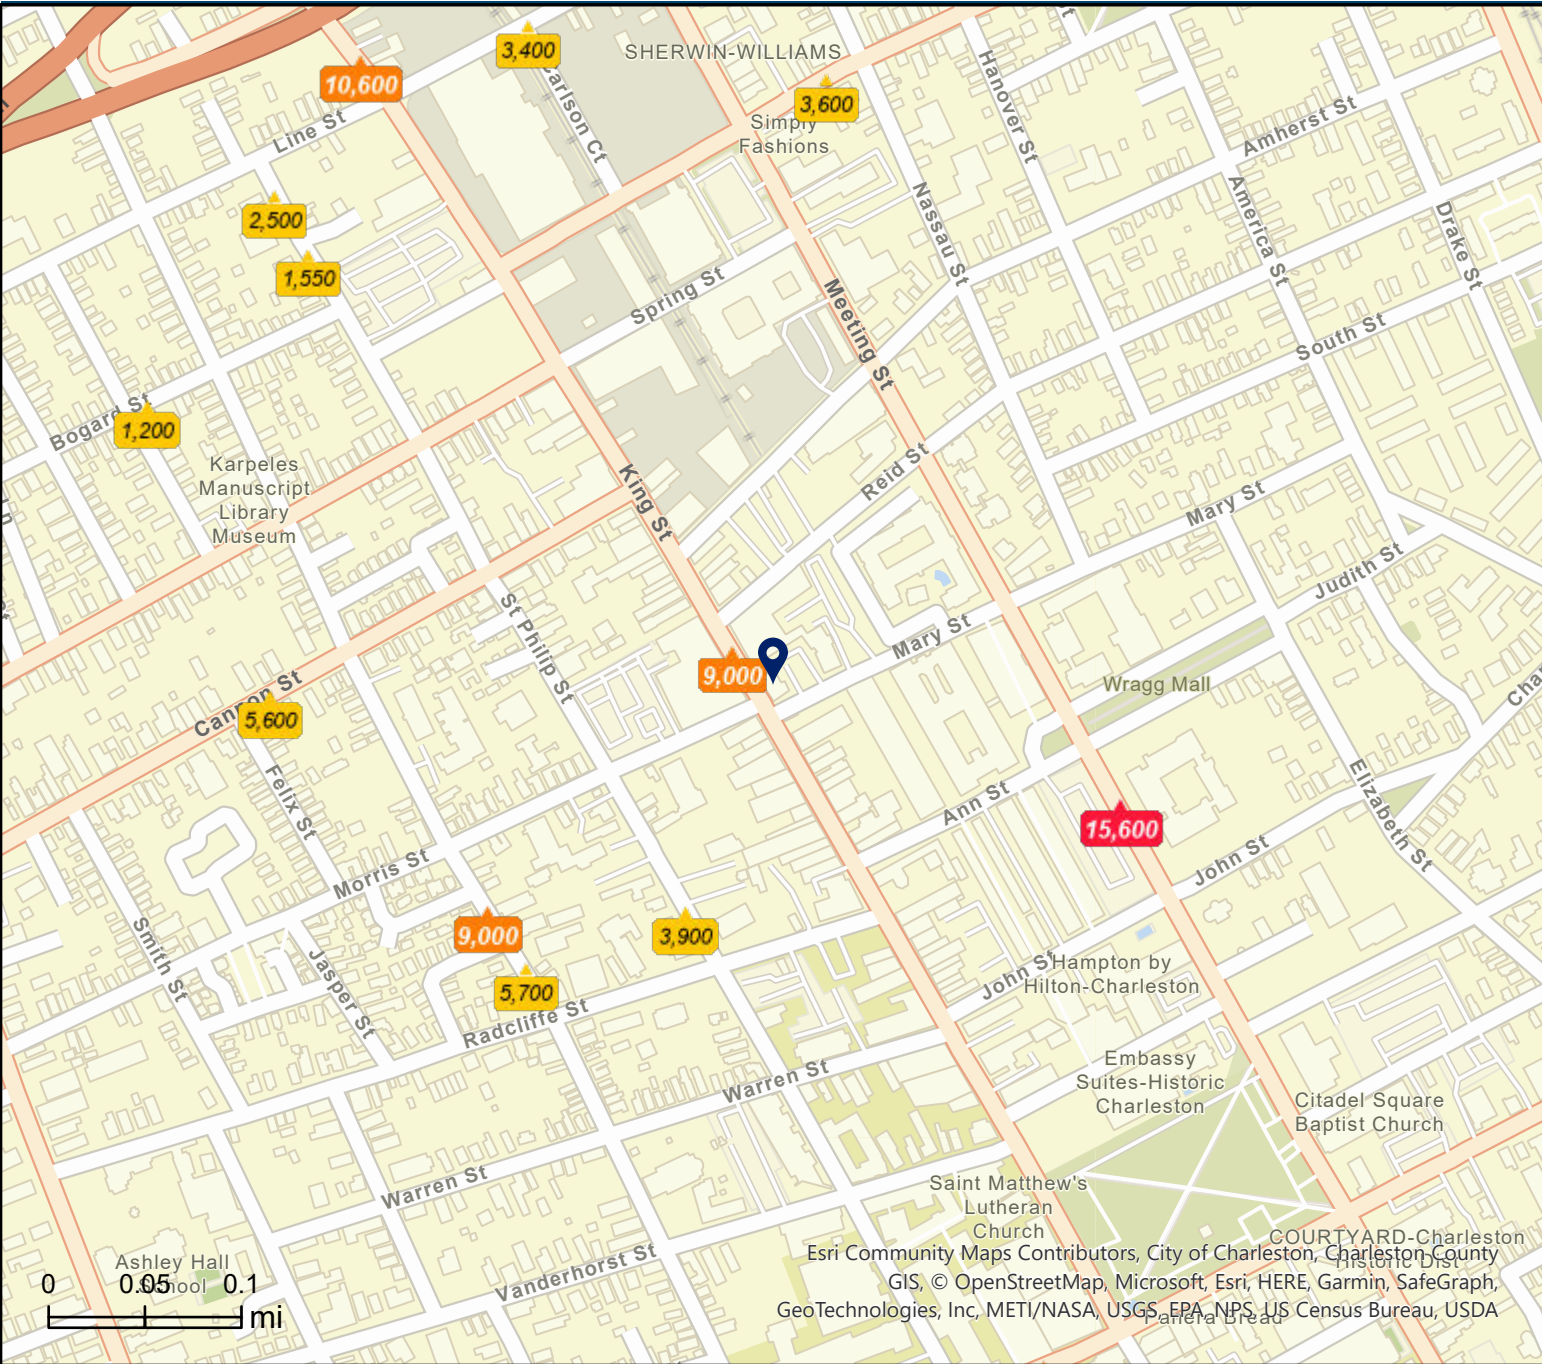 3,400
SHERWIN-WILLIAMS
10,600
Carlson Ct
3,600
Hanover St
Simply
Fashions
Line St
Amherst St
2,500
Nassau St
America St
Drake St
1,550
Spring St
Meeting St
South St
Bogard St
1,200
Karpeles
Manuscript
Library
Museum
King St
Reid St
Mary St
Judith St
St Philip St
Mary St
9,000
Wragg Mall
Cannon St
5,600
Felix St
Ann St
Elizabeth St
15,600
John St
Morris St
Smith St
9,000
3,900
Jasper St
5,700
John St
Hampton by
Hilton-Charleston
Radcliffe St
Warren St
Embassy
Suites-Historic
Charleston
Citadel Square
Baptist Church
Warren St
Saint Matthew's
Lutheran
Church
COURTYARD-Charleston
Historic Dist
Vanderhorst St
Ashley Hall
School
Panera Bread
0 0.05 0.1
mi
Esri Community Maps Contributors, City of Charleston, Charleston County
GIS, © OpenStreetMap, Microsoft, Esri, HERE, Garmin, SafeGraph,
GeoTechnologies, Inc, METI/NASA, USGS, EPA, NPS, US Census Bureau, USDA